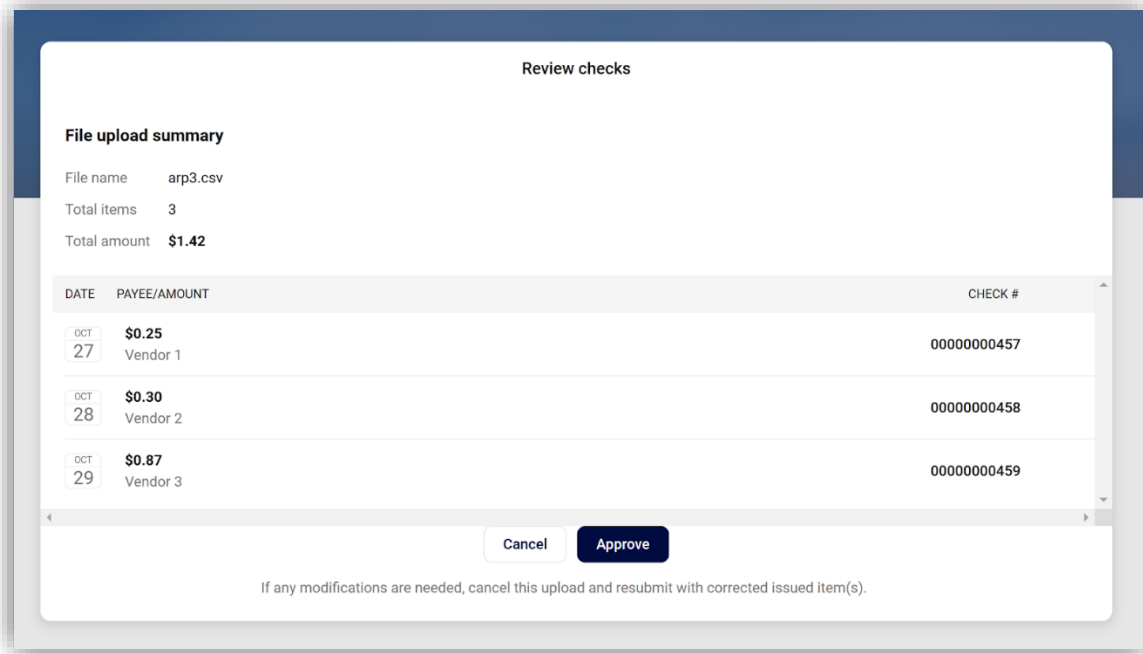 Review checks
File upload summary
File name arp3.csv
Total items 3
Total amount $1.42
DATE PAYEE/AMOUNT CHECK #
OCT
27
$0.25
Vendor 1
00000000457
OCT
28
$0.30
Vendor 2
00000000458
OCT
29
$0.87
Vendor 3
00000000459
Cancel Approve
If any modifications are needed, cancel this upload and resubmit with corrected issued item(s).